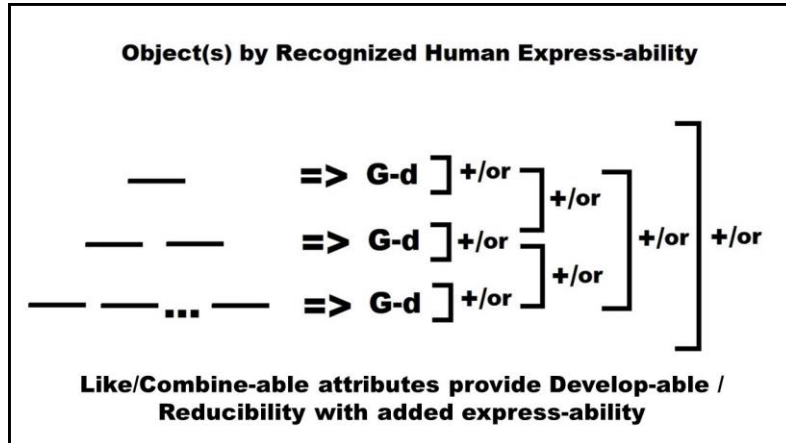 Object(s) by Recognized Human Express-ability
=> G-d ] +/or ] +/or ] +/or ] +/or
=> G-d ] +/or
+/or
=> G-d ] +/or
...
Like/Combine-able attributes provide Develop-able /
Reducibility with added express-ability